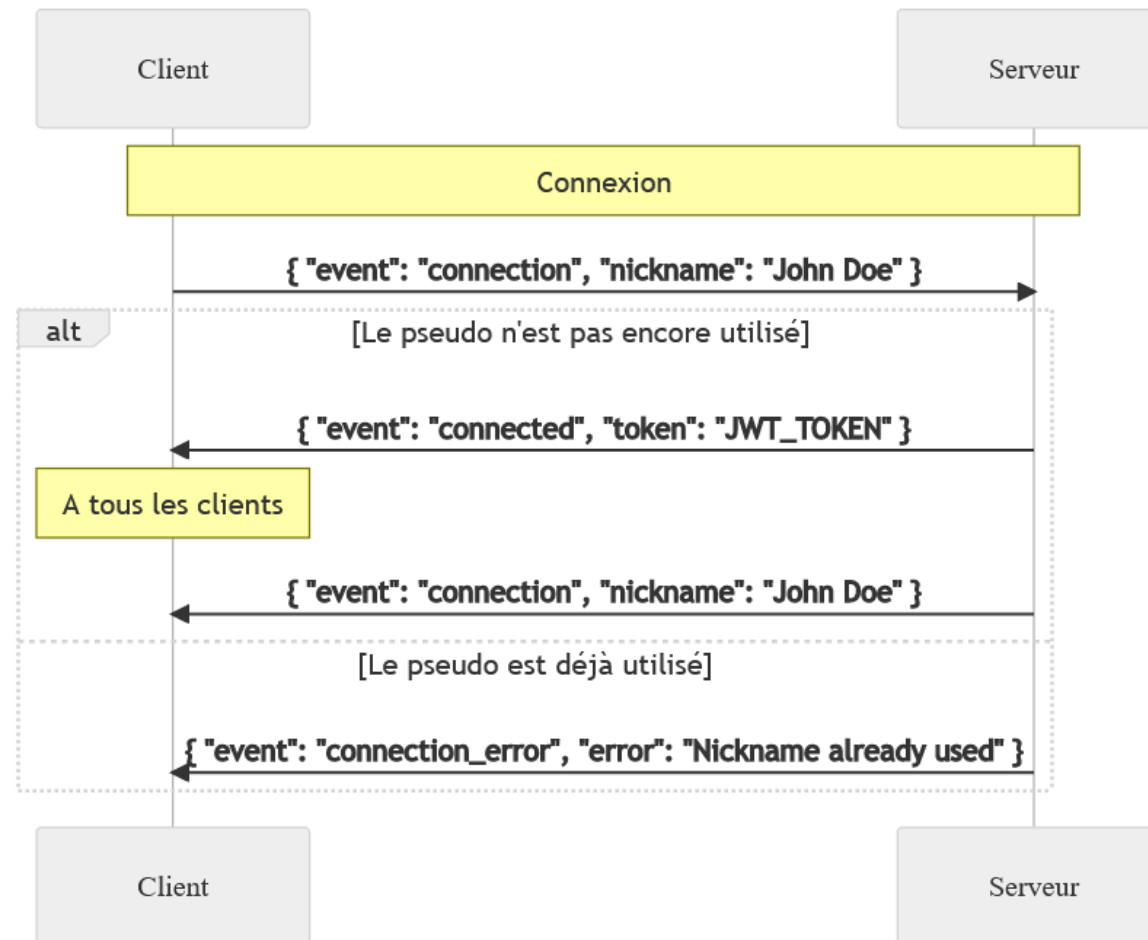 Client
Serveur
Connexion
{ "event": "connection", "nickname": "John Doe" }
alt
[Le pseudo n'est pas encore utilisé]
{ "event": "connected", "token": "JWT_TOKEN" }
A tous les clients
{ "event": "connection", "nickname": "John Doe" }
[Le pseudo est déjà utilisé]
{ "event": "connection_error", "error": "Nickname already used" }
Client
Serveur